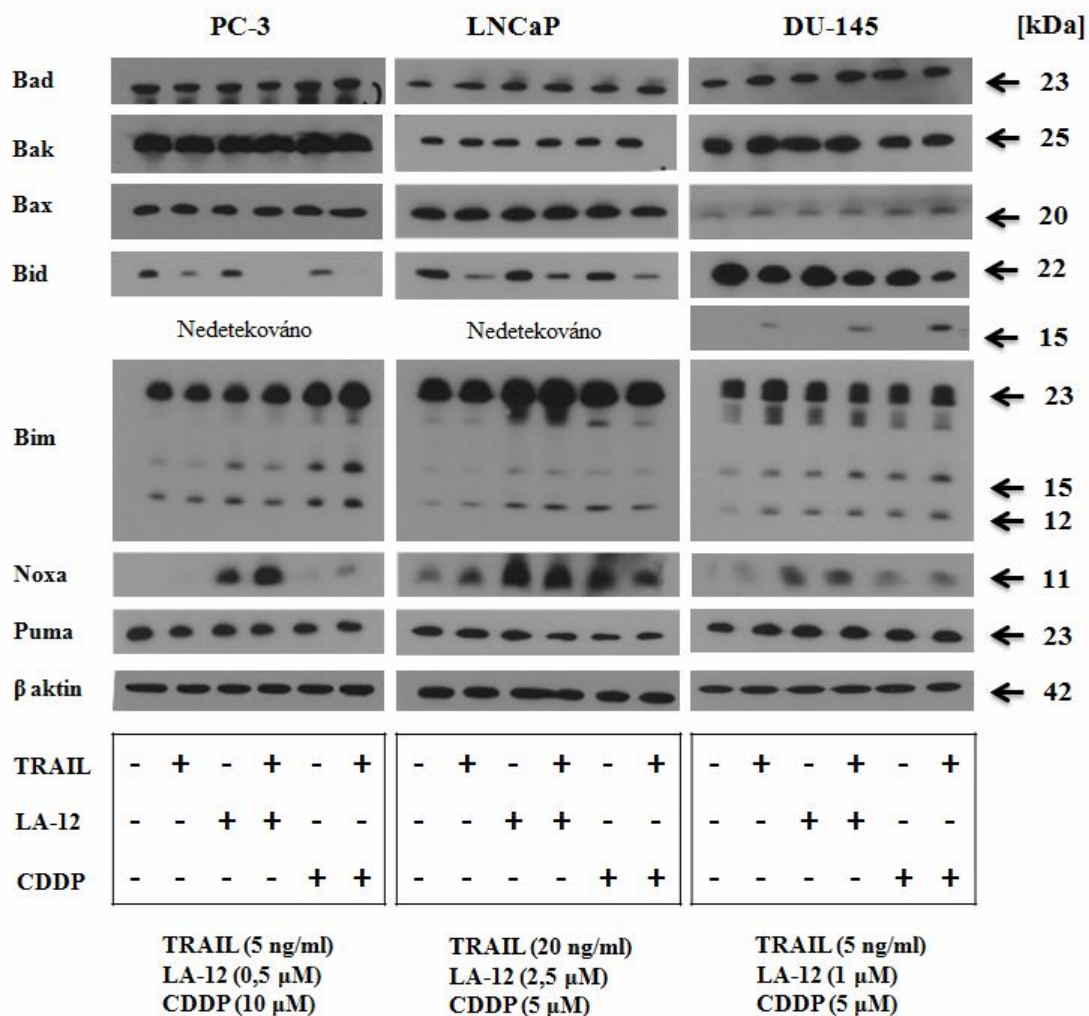 PC-3 LNCaP DU-145 [kDa]
Bad 23
Bak 25
Bax 20
Bid 22
Nedetekováno Nedetekováno 15
23
Bim
15
12
Noxa 11
Puma 23
β aktin 42
TRAIL - + - + - + - + - + - + - + - + - +
LA-12 - - + + - - - - + + - - - - + + - -
CDDP - - - - + + - - - - + + - - - - + +
TRAIL (5 ng/ml) TRAIL (20 ng/ml) TRAIL (5 ng/ml)
LA-12 (0,5 µM) LA-12 (2,5 µM) LA-12 (1 µM)
CDDP (10 µM) CDDP (5 µM) CDDP (5 µM)